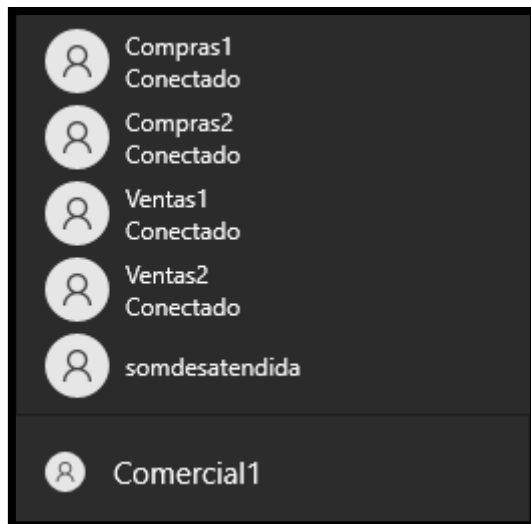 Compras1
Conectado
Compras2
Conectado
Ventas1
Conectado
Ventas2
Conectado
somdesatendida
Comercial1